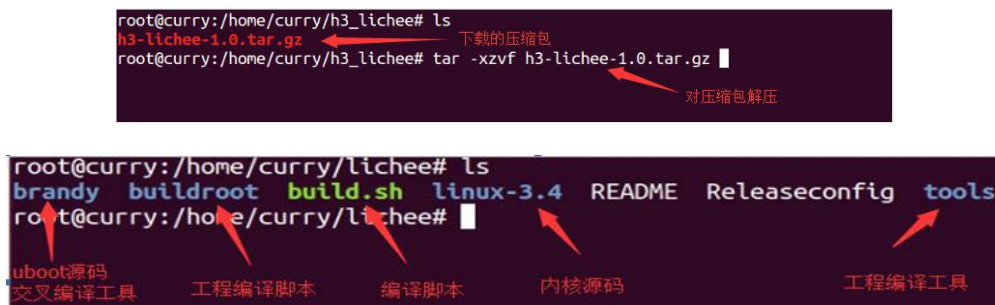 root@curry:/home/curry/h3_lichee# ls
h3-lichee-1.0.tar.gz 下载的压缩包
root@curry:/home/curry/h3_lichee# tar -xzvf h3-lichee-1.0.tar.gz
对压缩包解压
root@curry:/home/curry/lichee# ls
brandy buildroot build.sh linux-3.4 README Releaseconfig tools
root@curry:/home/curry/lichee#
uboot源码
交叉编译工具 工程编译脚本 编译脚本 内核源码 工程编译工具